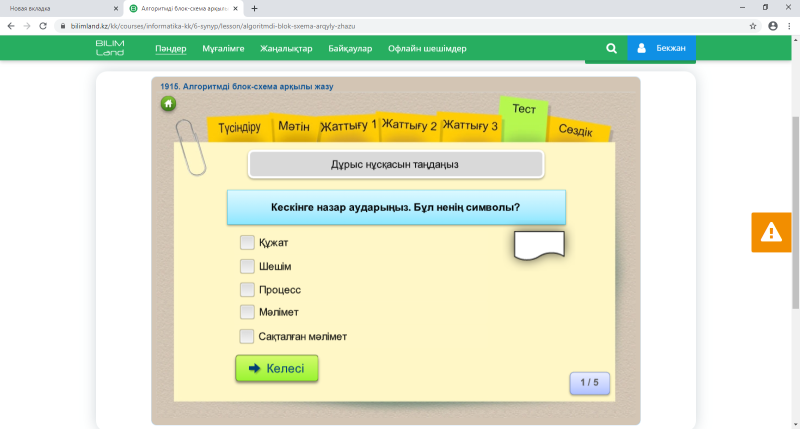 Новая вкладка
Алгоритмді блок-схема арқылы
bilimland.kz/kk/courses/informatika-kk/6-synyp/lesson/algoritmdi-blok-sxema-arqyly-zhazu
BILIM
Land
Пәндер
Мұғалімге
Жаңалықтар
Байқаулар
Офлайн шешімдер
Бекжан
1915. Алгоритмді блок-схема арқылы жазу
Түсіндіру
Мәтін
Жаттығу 1
Жаттығу 2
Жаттығу 3
Тест
Сөздік
Дұрыс нұсқасын таңдаңыз
Кескінге назар аударыңыз. Бұл ненің символы?
Құжат
Шешім
Процесс
Мәлімет
Сақталған мәлімет
Келесі
1 / 5